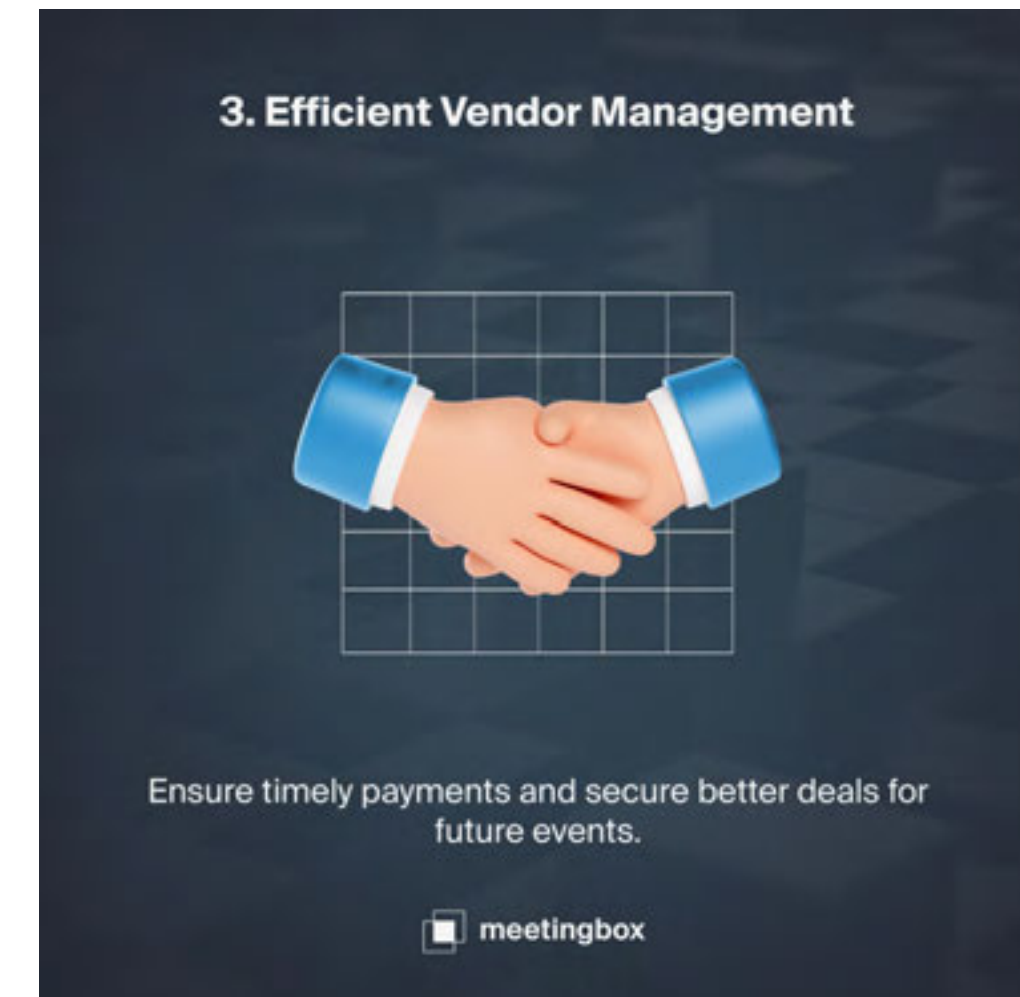 3. Efficient Vendor Management
Ensure timely payments and secure better deals for
future events.
meetingbox